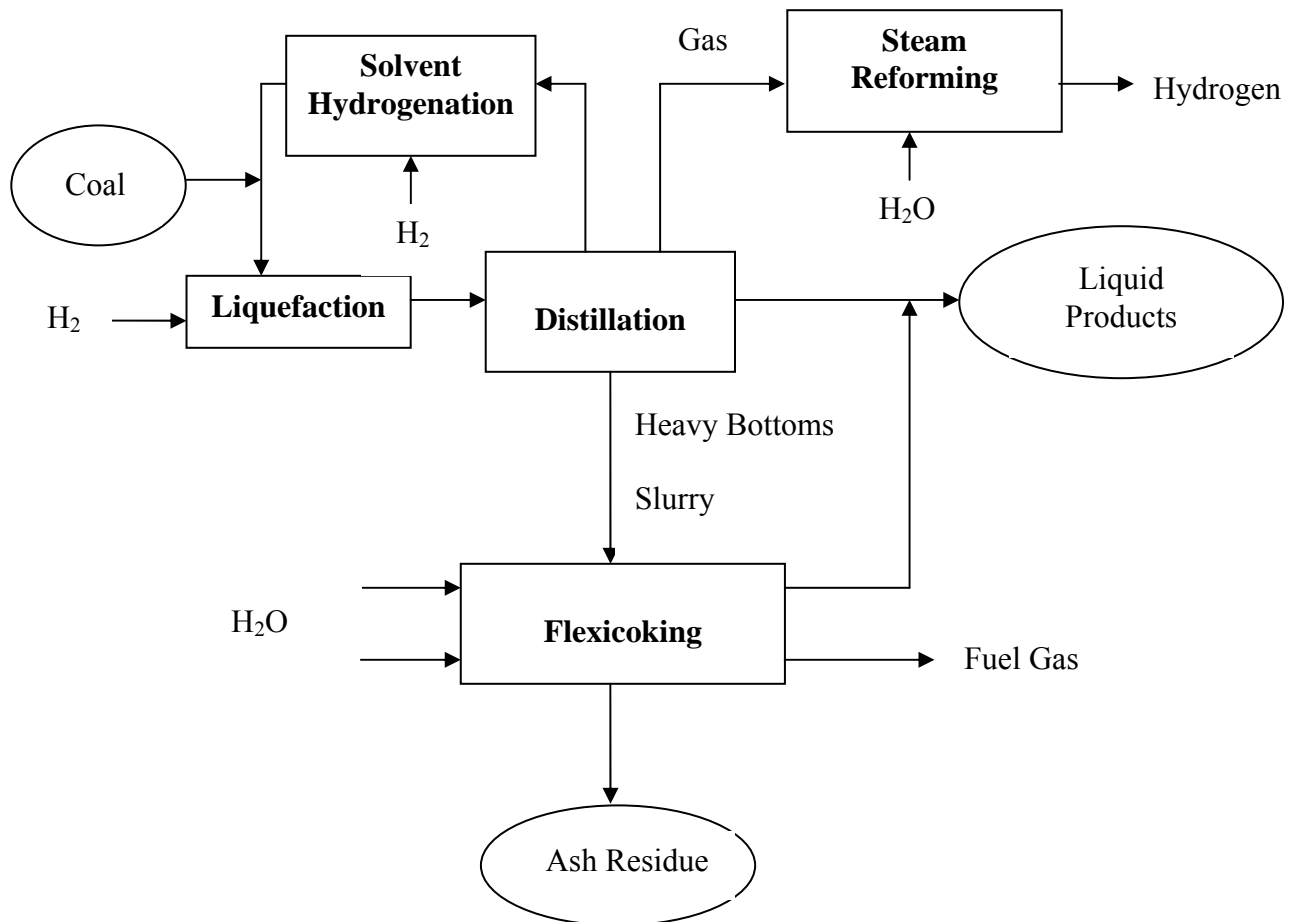 Gas
Steam
Reforming
Solvent
Hydrogenation
Hydrogen
Coal
H₂
H₂O
Liquefaction
H₂
Distillation
Liquid
Products
Heavy Bottoms
Slurry
H₂O
Flexicoking
Fuel Gas
Ash Residue